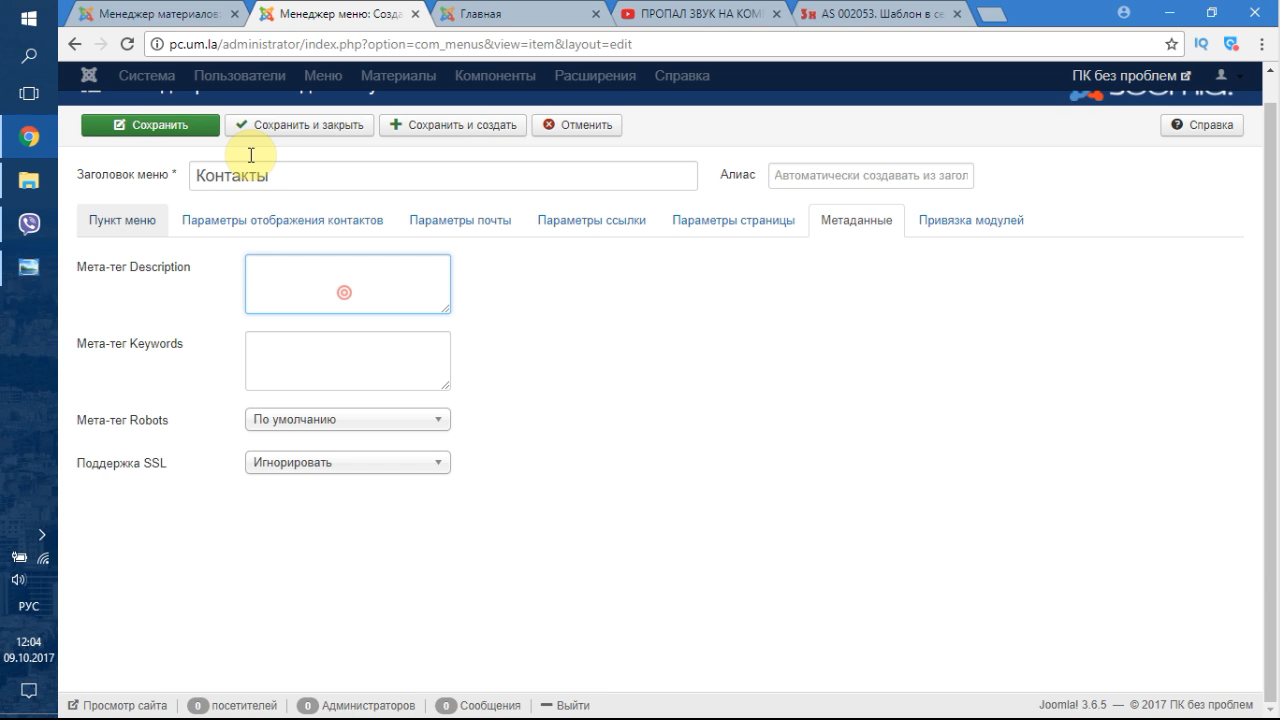 Менеджер материалов
Менеджер меню: Созда
Главная
ПРОПАЛ ЗВУК НА КОМ
AS 002053. Шаблон в се
pc.um.la/administrator/index.php?option=com_menus&view=item&layout=edit
IQ
Система Пользователи Меню Материалы Компоненты Расширения Справка
ПК без проблем
Сохранить Сохранить и закрыть Сохранить и создать Отменить Справка
Заголовок меню * Контакты Алиас Автоматически создавать из загол
Пункт меню Параметры отображения контактов Параметры почты Параметры ссылки Параметры страницы Метаданные Привязка модулей
Мета-тег Description
Мета-тег Keywords
Мета-тег Robots По умолчанию
Поддержка SSL Игнорировать
РУС
12:04
09.10.2017
Просмотр сайта 0 посетителей 0 Администраторов Сообщения Выйти
Joomla! 3.6.5 — © 2017 ПК без проблем